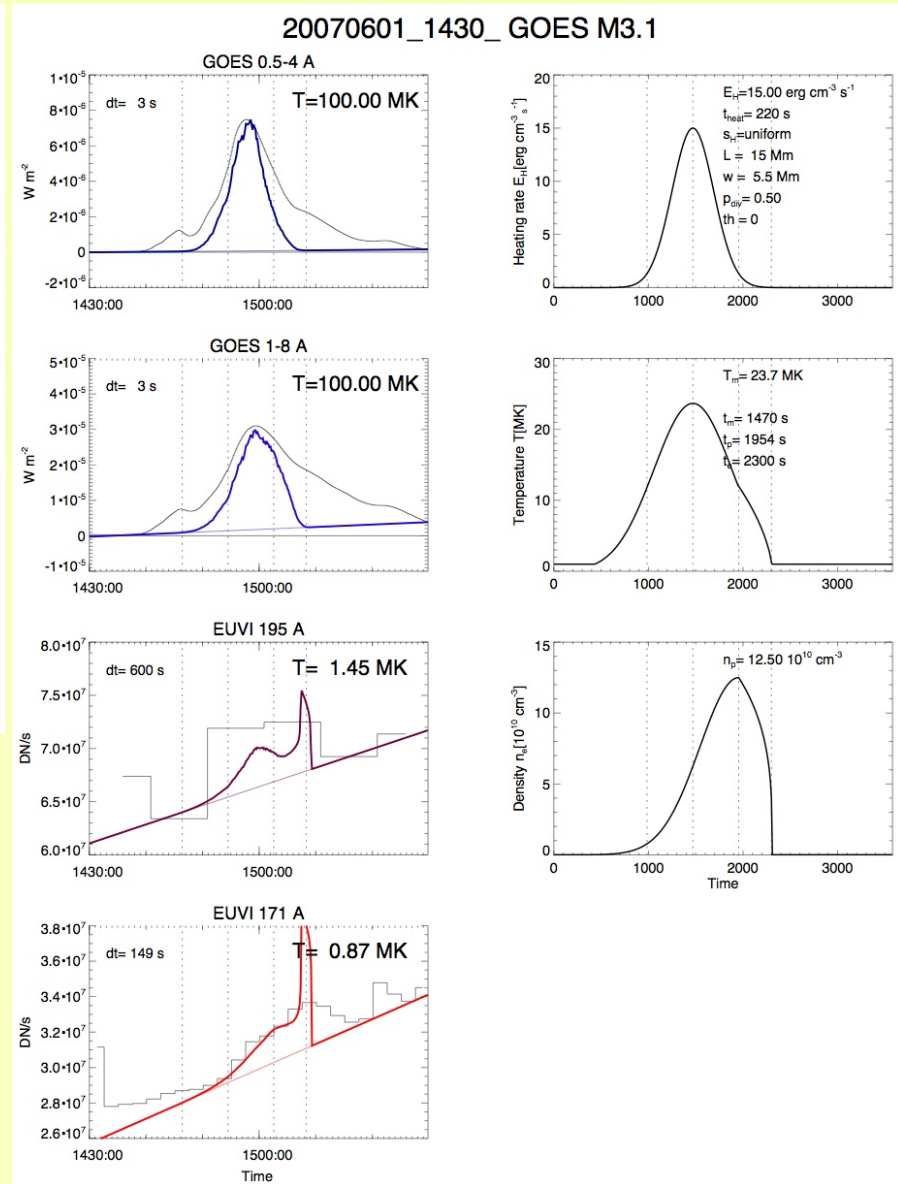 20070601_1430_ GOES M3.1
GOES 0.5-4 A
1•10⁻⁵
8•10⁻⁶
6•10⁻⁶
4•10⁻⁶
2•10⁻⁶
0
-2•10⁻⁶
W m⁻²
dt= 3 s
T=100.00 MK
1430:00
1500:00
20
15
10
5
0
Heating rate E_H[erg cm⁻³ s⁻¹]
E_H=15.00 erg cm⁻³ s⁻¹
t_heat= 220 s
s_H=uniform
L = 15 Mm
w = 5.5 Mm
p_div= 0.50
th = 0
0
1000
2000
3000
GOES 1-8 A
5•10⁻⁵
4•10⁻⁵
3•10⁻⁵
2•10⁻⁵
1•10⁻⁵
0
-1•10⁻⁵
W m⁻²
dt= 3 s
T=100.00 MK
1430:00
1500:00
30
20
10
0
Temperature T[MK]
T_m= 23.7 MK
t_m= 1470 s
t_p= 1954 s
= 2300 s
0
1000
2000
3000
EUVI 195 A
8.0•10⁷
7.5•10⁷
7.0•10⁷
6.5•10⁷
6.0•10⁷
DN/s
dt= 600 s
T= 1.45 MK
1430:00
1500:00
15
10
5
0
Density n_e[10¹⁰ cm⁻³]
n_p= 12.50 10¹⁰ cm⁻³
0
1000
2000
3000
Time
EUVI 171 A
3.8•10⁷
3.6•10⁷
3.4•10⁷
3.2•10⁷
3.0•10⁷
2.8•10⁷
2.6•10⁷
DN/s
dt= 149 s
T= 0.87 MK
1430:00
1500:00
Time